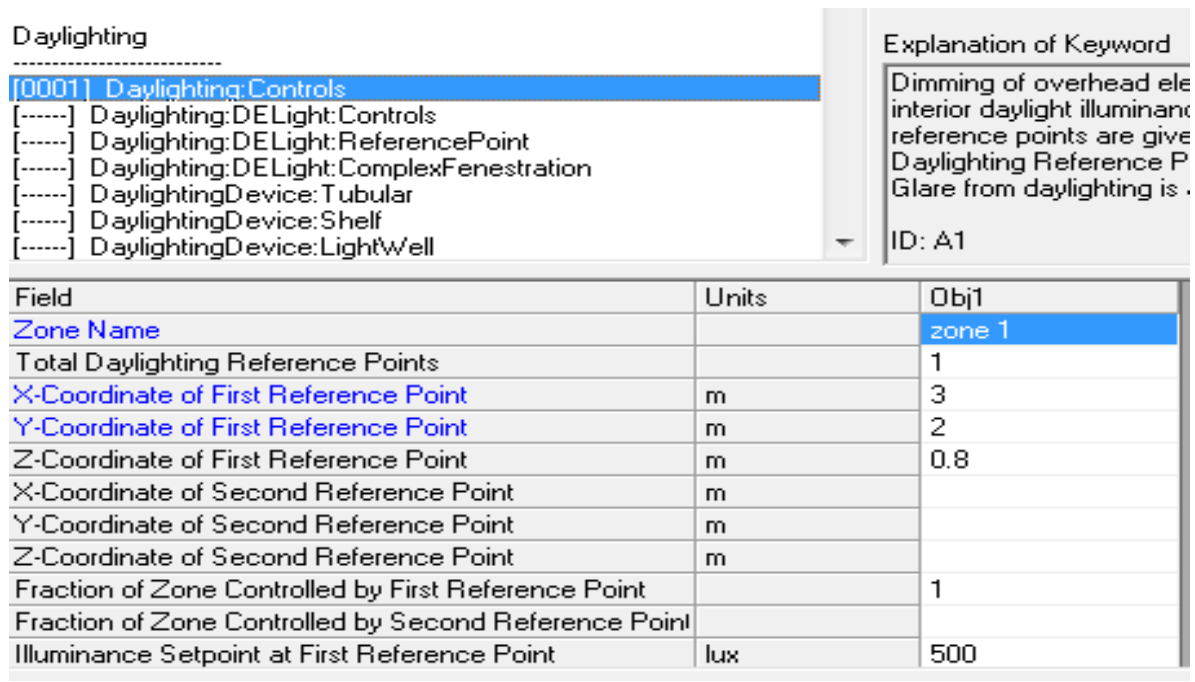 Daylighting
--------------------------
[0001] Daylighting:Controls
[------] Daylighting:DELight:Controls
[------] Daylighting:DELight:ReferencePoint
[------] Daylighting:DELight:ComplexFenestration
[------] DaylightingDevice:Tubular
[------] DaylightingDevice:Shelf
[------] DaylightingDevice:LightWell
Explanation of Keyword
Dimming of overhead ele
interior daylight illuminanc
reference points are give
Daylighting Reference P
Glare from daylighting is
ID: A1
Field Units Obj1
Zone Name zone 1
Total Daylighting Reference Points 1
X-Coordinate of First Reference Point m 3
Y-Coordinate of First Reference Point m 2
Z-Coordinate of First Reference Point m 0.8
X-Coordinate of Second Reference Point m
Y-Coordinate of Second Reference Point m
Z-Coordinate of Second Reference Point m
Fraction of Zone Controlled by First Reference Point 1
Fraction of Zone Controlled by Second Reference Point
Illuminance Setpoint at First Reference Point lux 500